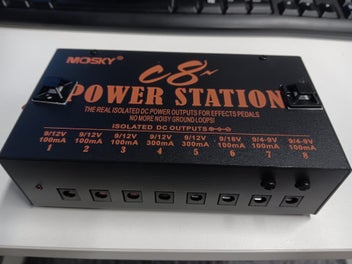 MOSKY®
C8
POWER STATION
THE REAL ISOLATED DC POWER OUTPUTS FOR EFFECTS PEDALS
NO MORE NOISY GROUND LOOPS!
ISOLATED DC OUTPUTS
9/12V 9/12V 9/12V 9/12V 9/12V 9/18V 9/4-9V 9/4-9V
100mA 100mA 100mA 300mA 300mA 100mA 100mA 100mA
1 2 3 4 5 6 7 8